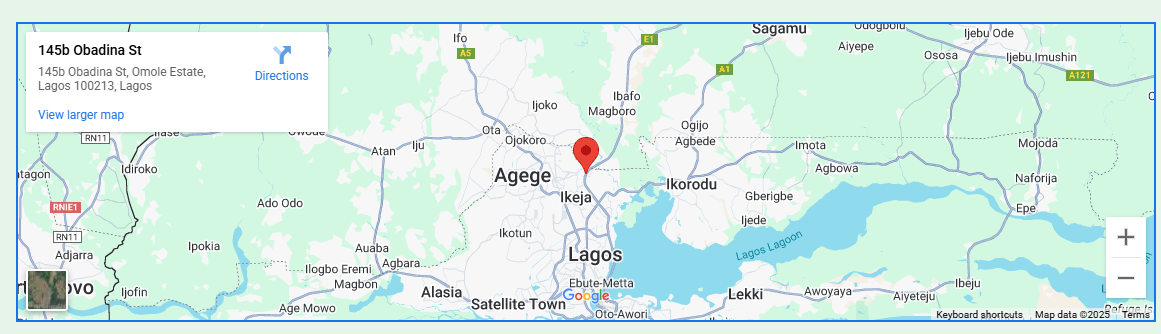 145b Obadina St
145b Obadina St, Omole Estate,
Lagos 100213, Lagos
Directions
View larger map
Ifo
A5
E1
Sagamu
Odogbolu
Ijebu Ode
Aiyepe
Ososa
Ijebu Imushin
A1
A121
Ibafo
Ijoko
Magboro
RN11
Ota
Ojokoro
Ogijo
Agbede
Atan
Iju
Imota
Mojoda
Idiroko
Agbowa
Agege
Ikorodu
Naforija
Ikeja
Gberigbe
RNIE1
Ado Odo
Epe
Ijede
RN11
Ikotun
Ipokia
Auaba
Lagos Lagoon
Adjarra
Lagos
Agbara
Ilogbo Eremi
Magbon
Ebute-Metta
Ibeju
Ijofin
Alasia
Google
Lekki
Awoyaya
Aiyeteju
Age Mowo
Satellite Town
Oto-Awori
Keyboard shortcuts
Map data ©2025
Terms